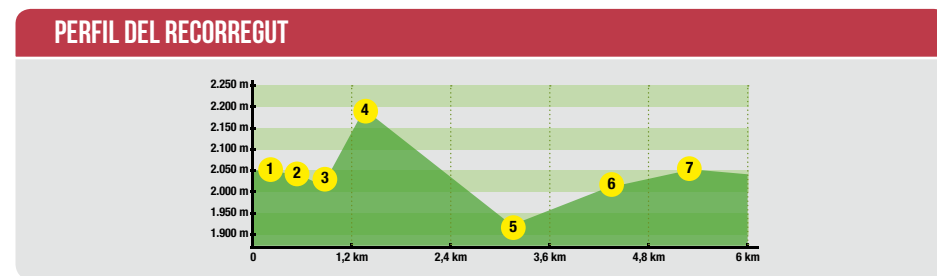 PERFIL DEL RECORREGUT
2.250 m
2.200 m
2.150 m
2.100 m
2.050 m
2.000 m
1.950 m
1.900 m
1
2
3
4
5
6
7
0
1,2 km
2,4 km
3,6 km
4,8 km
6 km